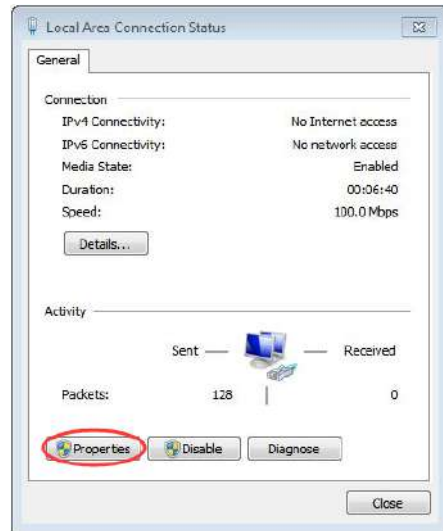 Local Area Connection Status
General
Connection
IPv4 Connectivity: No Internet access
IPv6 Connectivity: No network access
Media State: Enabled
Duration: 00:06:40
Speed: 100.0 Mbps
Details...
Activity
Sent Received
Packets: 128 0
Properties Disable Diagnose
Close